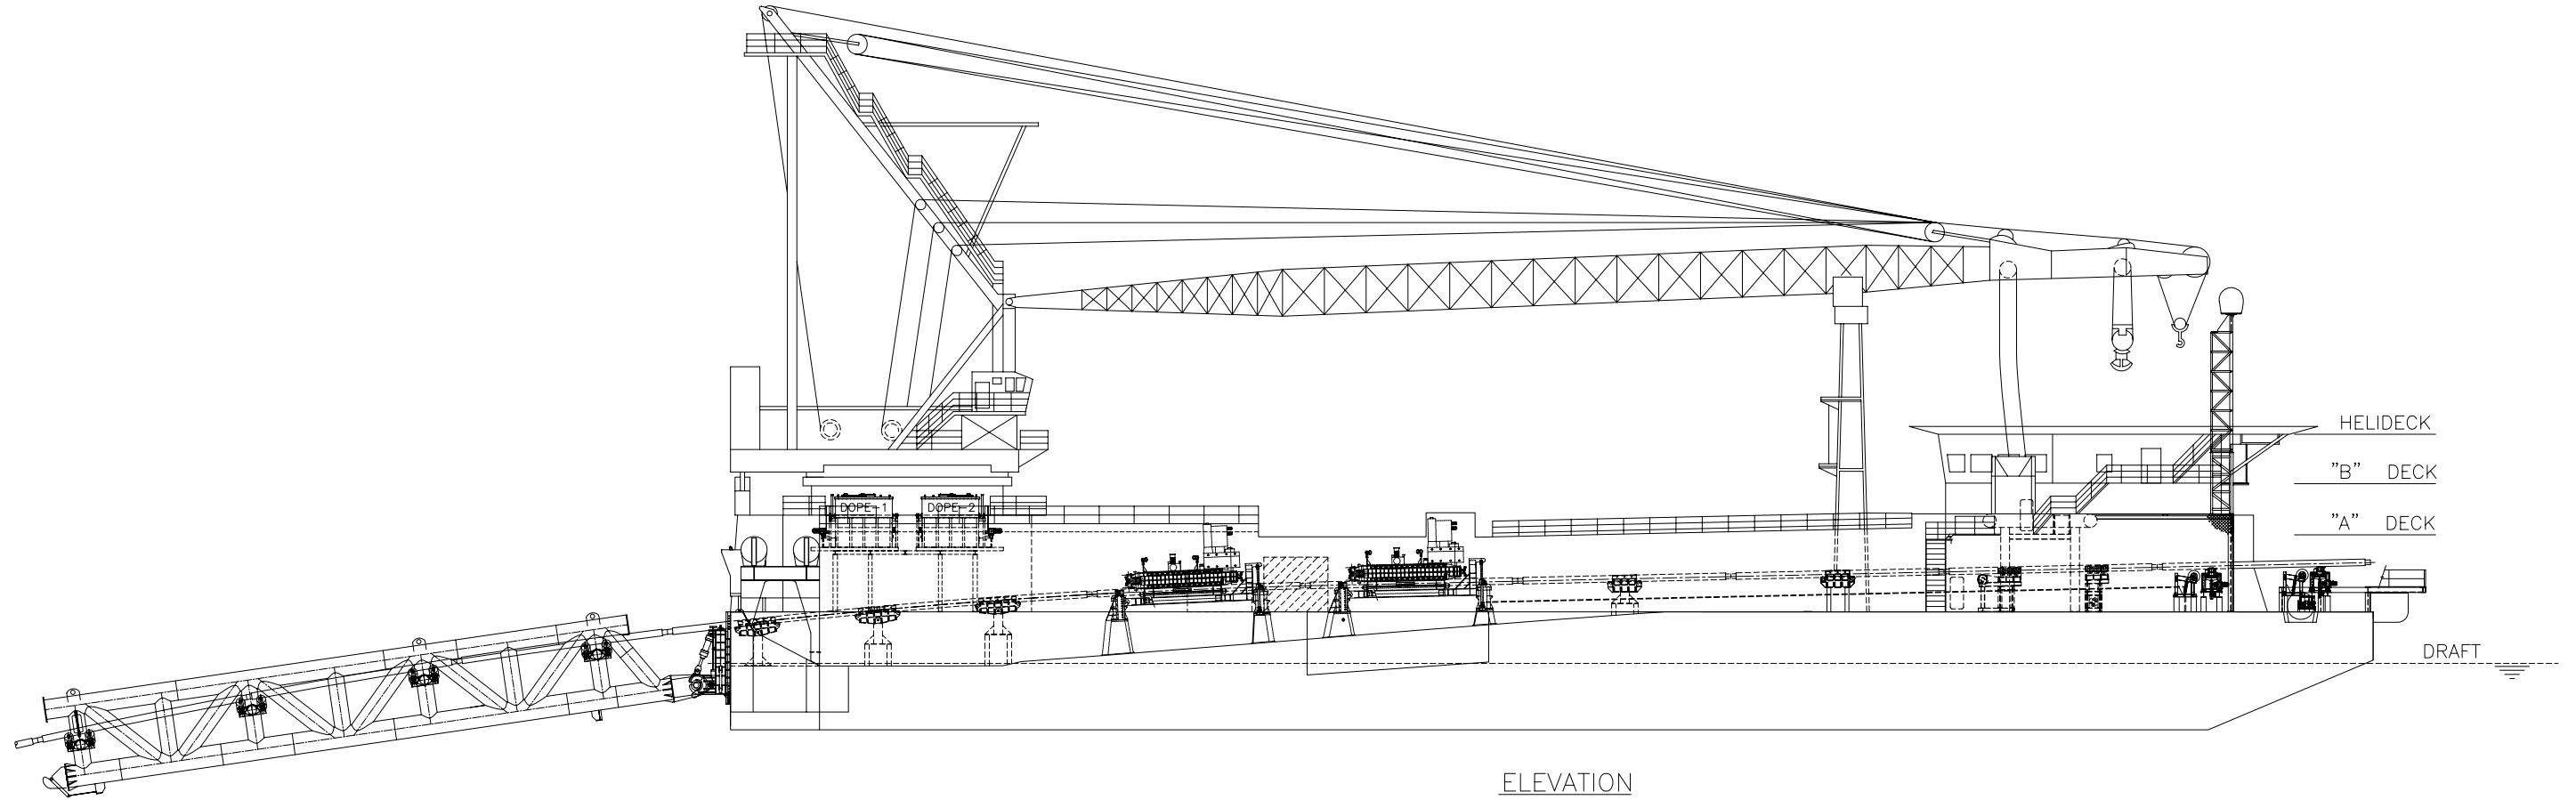 HELIDECK
"B" DECK
DOPE-1 DOPE-2
"A" DECK
DRAFT
ELEVATION